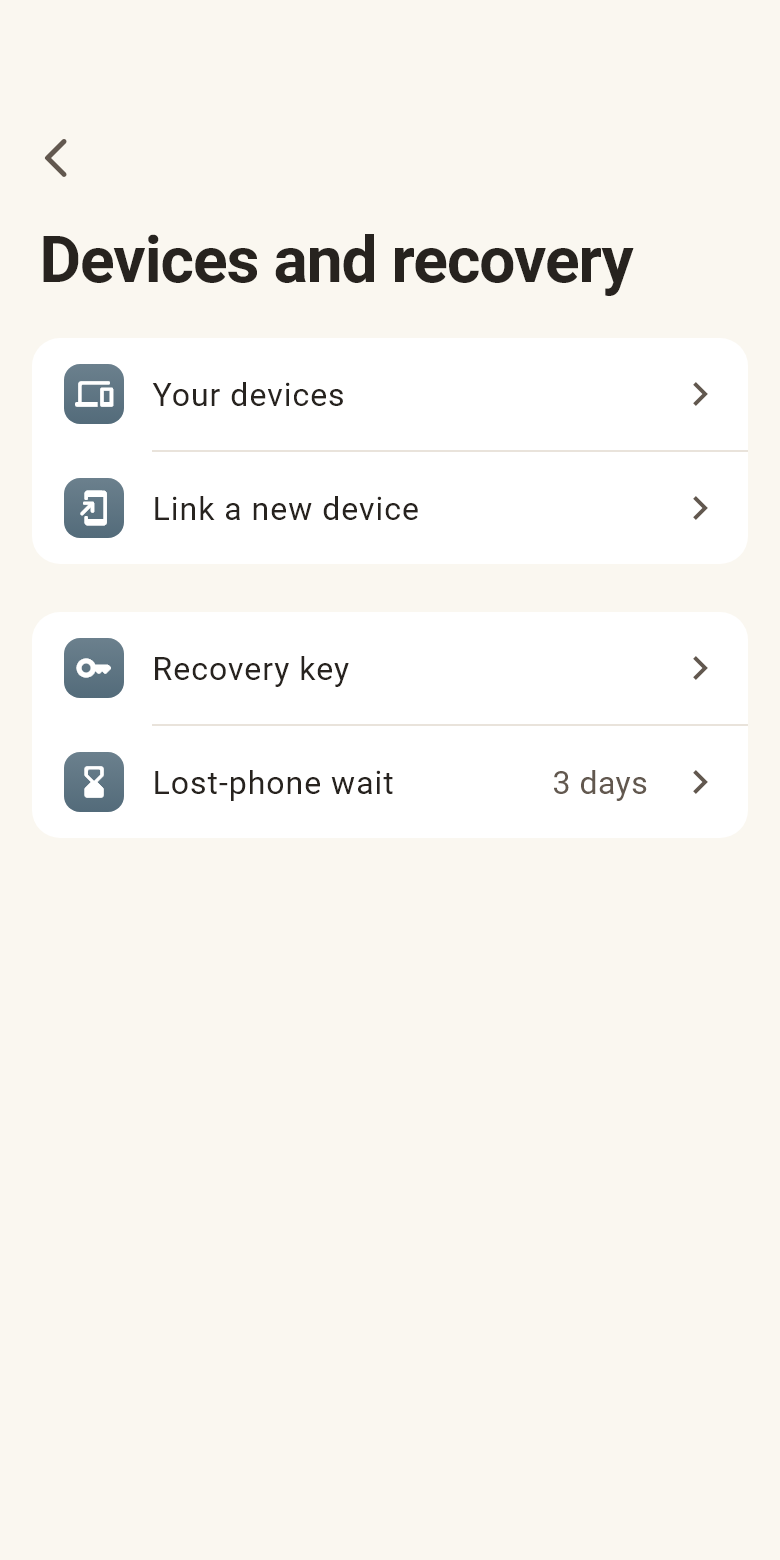 Devices and recovery
Your devices
Link a new device
Recovery key
Lost-phone wait 3 days